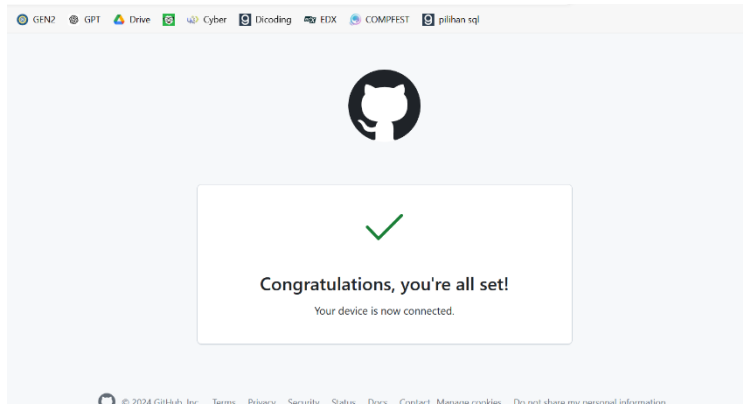 GEN2 GPT Drive Cyber Dicoding EDX COMPFEST pilihan sql
Congratulations, you're all set!
Your device is now connected.
© 2024 GitHub, Inc. Terms Privacy Security Status Docs Contact Manage cookies Do not share my personal information